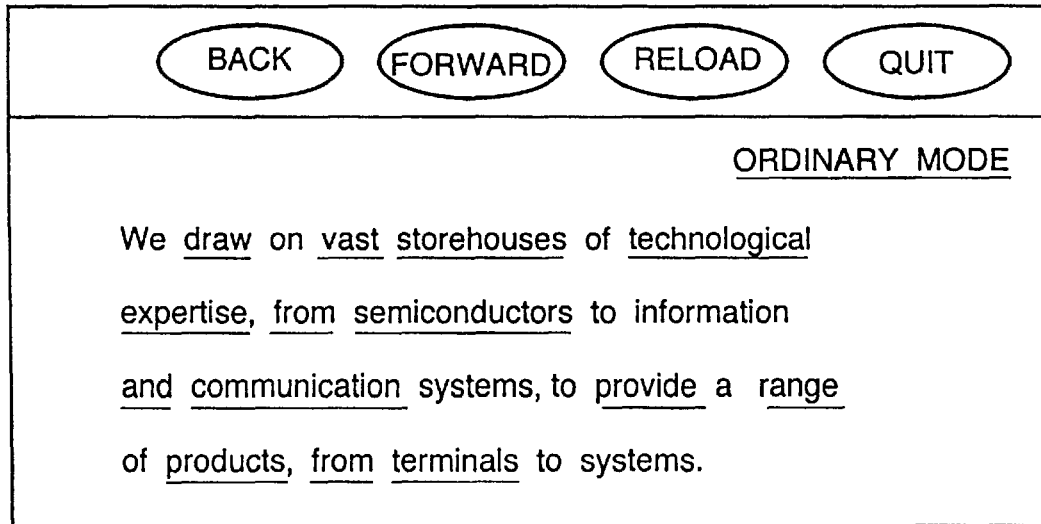 BACK FORWARD RELOAD QUIT
ORDINARY MODE
We draw on vast storehouses of technological
expertise, from semiconductors to information
and communication systems, to provide a range
of products, from terminals to systems.